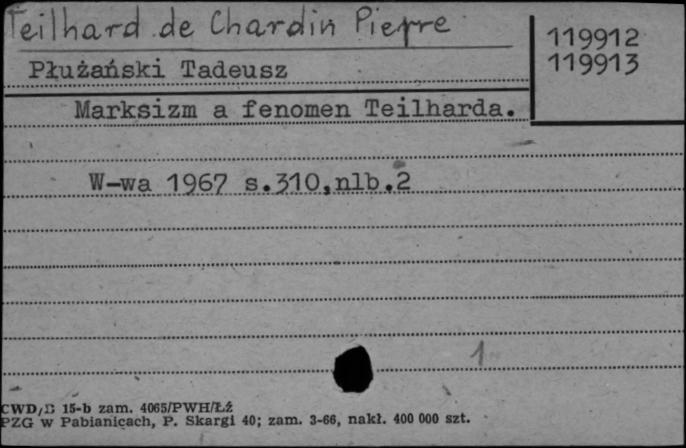 Teilhard de Chardin Pierre
119912
Płużański Tadeusz
119913
Marksizm a fenomen Teilharda.
W-wa 1967 s.310,nlb.2
1
CWD/D 15-b zam. 4065/PWH/Łź
PZG w Pabianicach, P. Skargi 40; zam. 3-66, nakł. 400 000 szt.